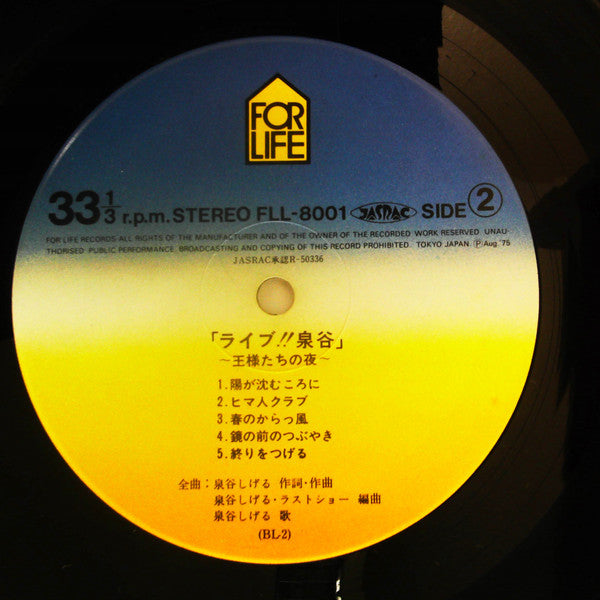 FOR
LIFE
33 1/3 r.p.m. STEREO FLL-8001 JASRAC SIDE 2
FOR LIFE RECORDS ALL RIGHTS OF THE MANUFACTURER AND OF THE OWNER OF THE RECORDED WORK RESERVED UNAU-
THORISED PUBLIC PERFORMANCE, BROADCASTING AND COPYING OF THIS RECORD PROHIBITED. TOKYO JAPAN. Ⓟ Aug.'75
JASRAC承認R-50336
「ライブ!!泉谷」
〜王様たちの夜〜
1.陽が沈むころに
2.ヒマ人クラブ
3.春のからっ風
4.鏡の前のつぶやき
5.終りをつげる
全曲：泉谷しげる 作詞・作曲
泉谷しげる・ラストショー 編曲
泉谷しげる 歌
(BL-2)